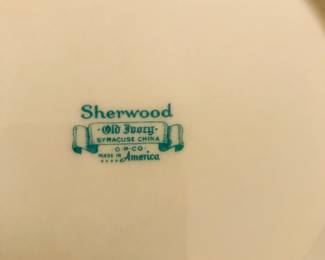 Sherwood
Old Ivory
SYRACUSE CHINA
O.P.CO.
MADE IN America